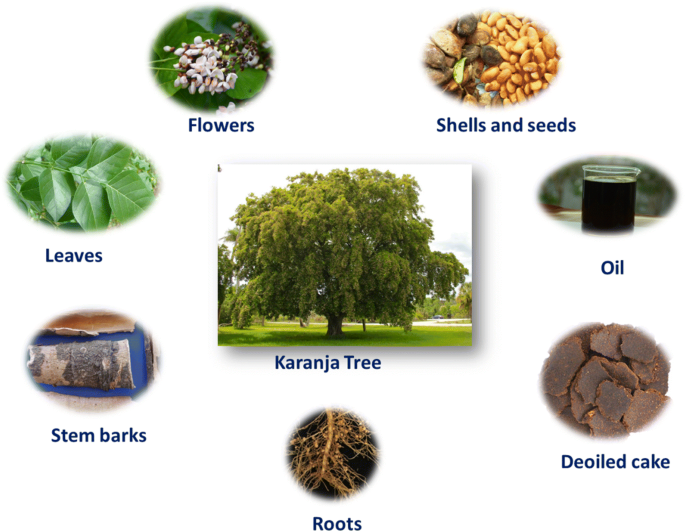 Flowers
Shells and seeds
Leaves
Oil
Karanja Tree
Stem barks
Deoiled cake
Roots